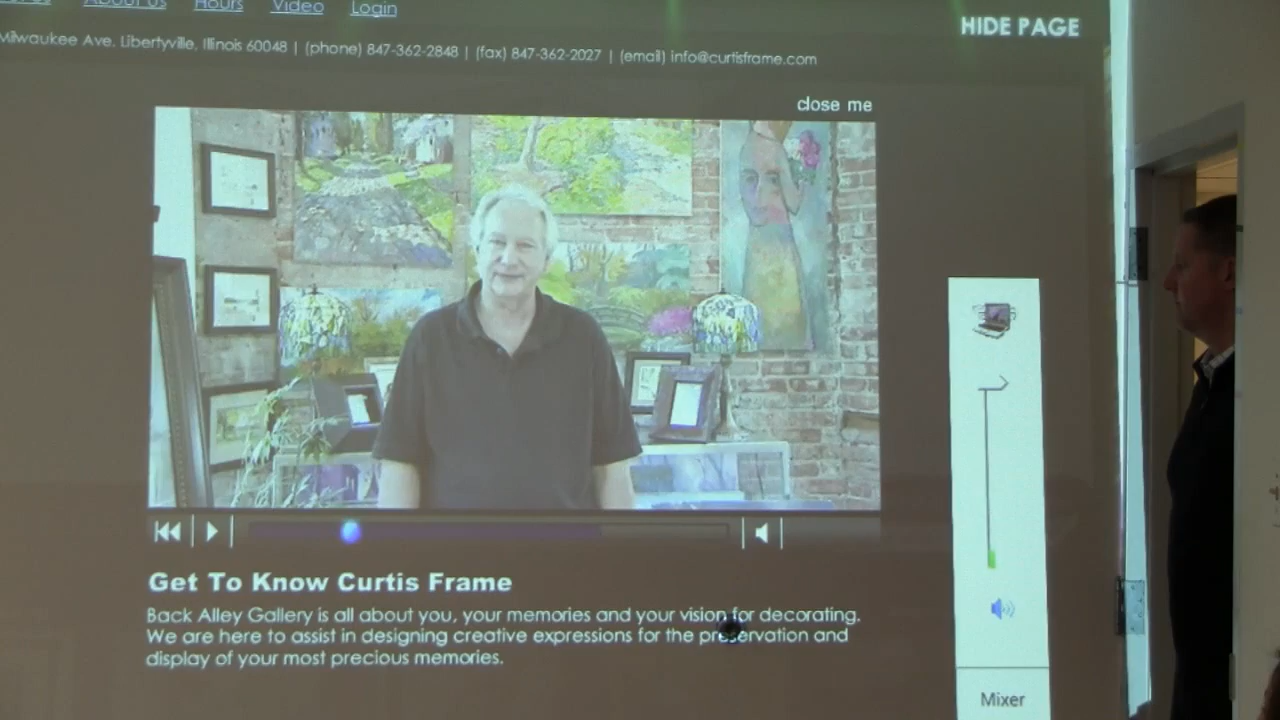 About Us Hours Video Login
HIDE PAGE
Milwaukee Ave. Libertyville, Illinois 60048 | (phone) 847-362-2848 | (fax) 847-362-2027 | (email) info@curtisframe.com
close me
Get To Know Curtis Frame
Back Alley Gallery is all about you, your memories and your vision for decorating.
We are here to assist in designing creative expressions for the preservation and
display of your most precious memories.
Mixer